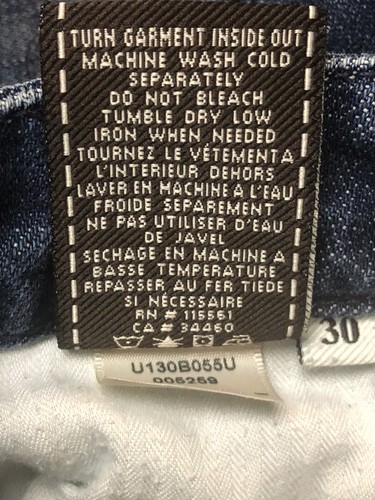 TURN GARMENT INSIDE OUT
MACHINE WASH COLD
SEPARATELY
DO NOT BLEACH
TUMBLE DRY LOW
IRON WHEN NEEDED
TOURNEZ LE VÉTEMENTA
L'INTERIEUR DEHORS
LAVER EN MACHINE A L'EAU
FROIDE SEPAREMENT
NE PAS UTILISER D'EAU
DE JAVEL
SECHAGE EN MACHINE A
BASSE TEMPERATURE
REPASSER AU FER TIEDE
SI NÉCESSAIRE
RN # 115561
CA # 34460
30
U130B055U
005259